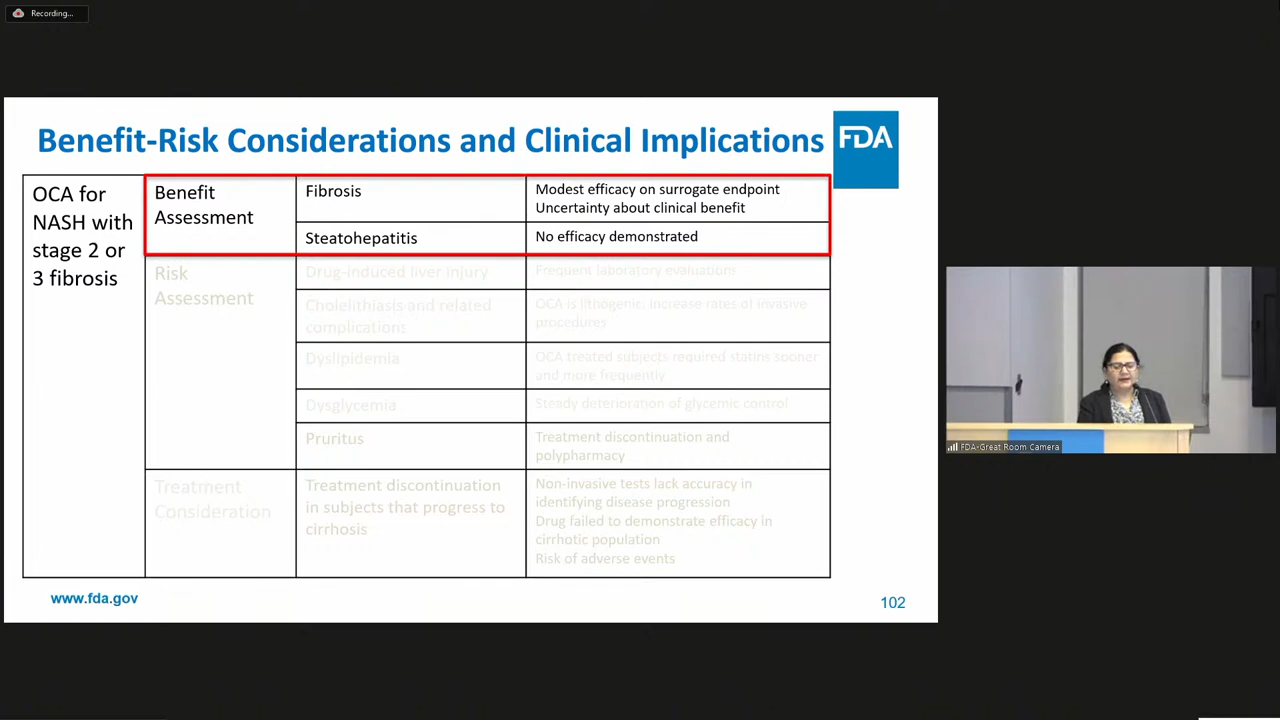 Recording...
Benefit-Risk Considerations and Clinical Implications
FDA
OCA for
NASH with
stage 2 or
3 fibrosis
Benefit
Assessment
Fibrosis
Modest efficacy on surrogate endpoint
Uncertainty about clinical benefit
Steatohepatitis
No efficacy demonstrated
Risk
Assessment
Drug-induced liver injury
Frequent laboratory evaluations
Cholelithiasis and related
complications
OCA is lithogenic; increase rates of invasive
procedures
Dyslipidemia
OCA treated subjects required statins sooner
and more frequently
Dysglycemia
Steady deterioration of glycemic control
Pruritus
Treatment discontinuation and
polypharmacy
Treatment
Consideration
Treatment discontinuation
in subjects that progress to
cirrhosis
Non-invasive tests lack accuracy in
identifying disease progression
Drug failed to demonstrate efficacy in
cirrhotic population
Risk of adverse events
www.fda.gov
102
FDA-Great Room Camera